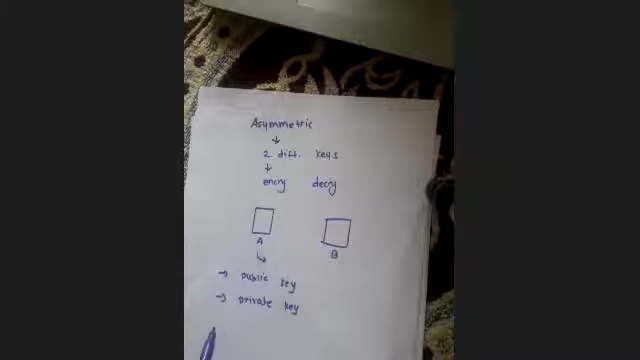 Asymmetric
↓
2 diff. keys
↓
encry decry
A
B
→ public key
→ private key